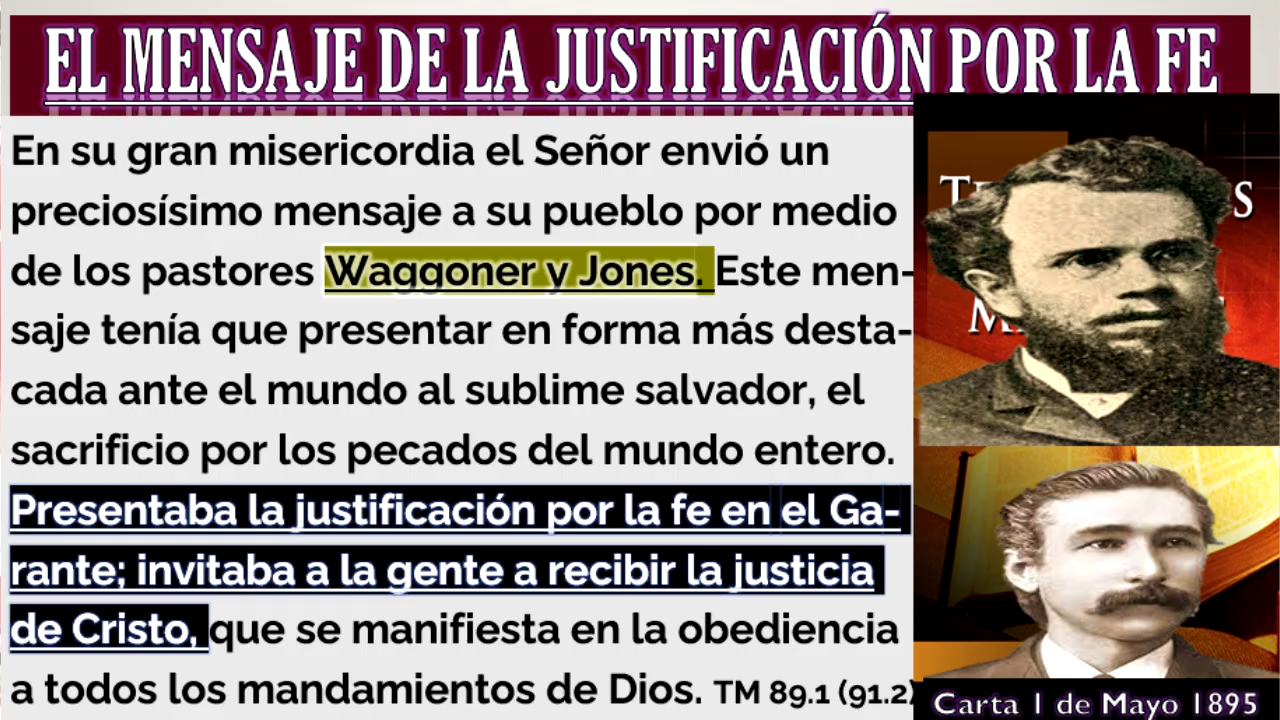 EL MENSAJE DE LA JUSTIFICACIÓN POR LA FE
En su gran misericordia el Señor envió un
preciosísimo mensaje a su pueblo por medio
de los pastores Waggoner y Jones. Este men-
saje tenía que presentar en forma más desta-
cada ante el mundo al sublime salvador, el
sacrificio por los pecados del mundo entero.
Presentaba la justificación por la fe en el Ga-
rante; invitaba a la gente a recibir la justicia
de Cristo, que se manifiesta en la obediencia
a todos los mandamientos de Dios. TM 89.1 (91.2)
Carta 1 de Mayo 1895